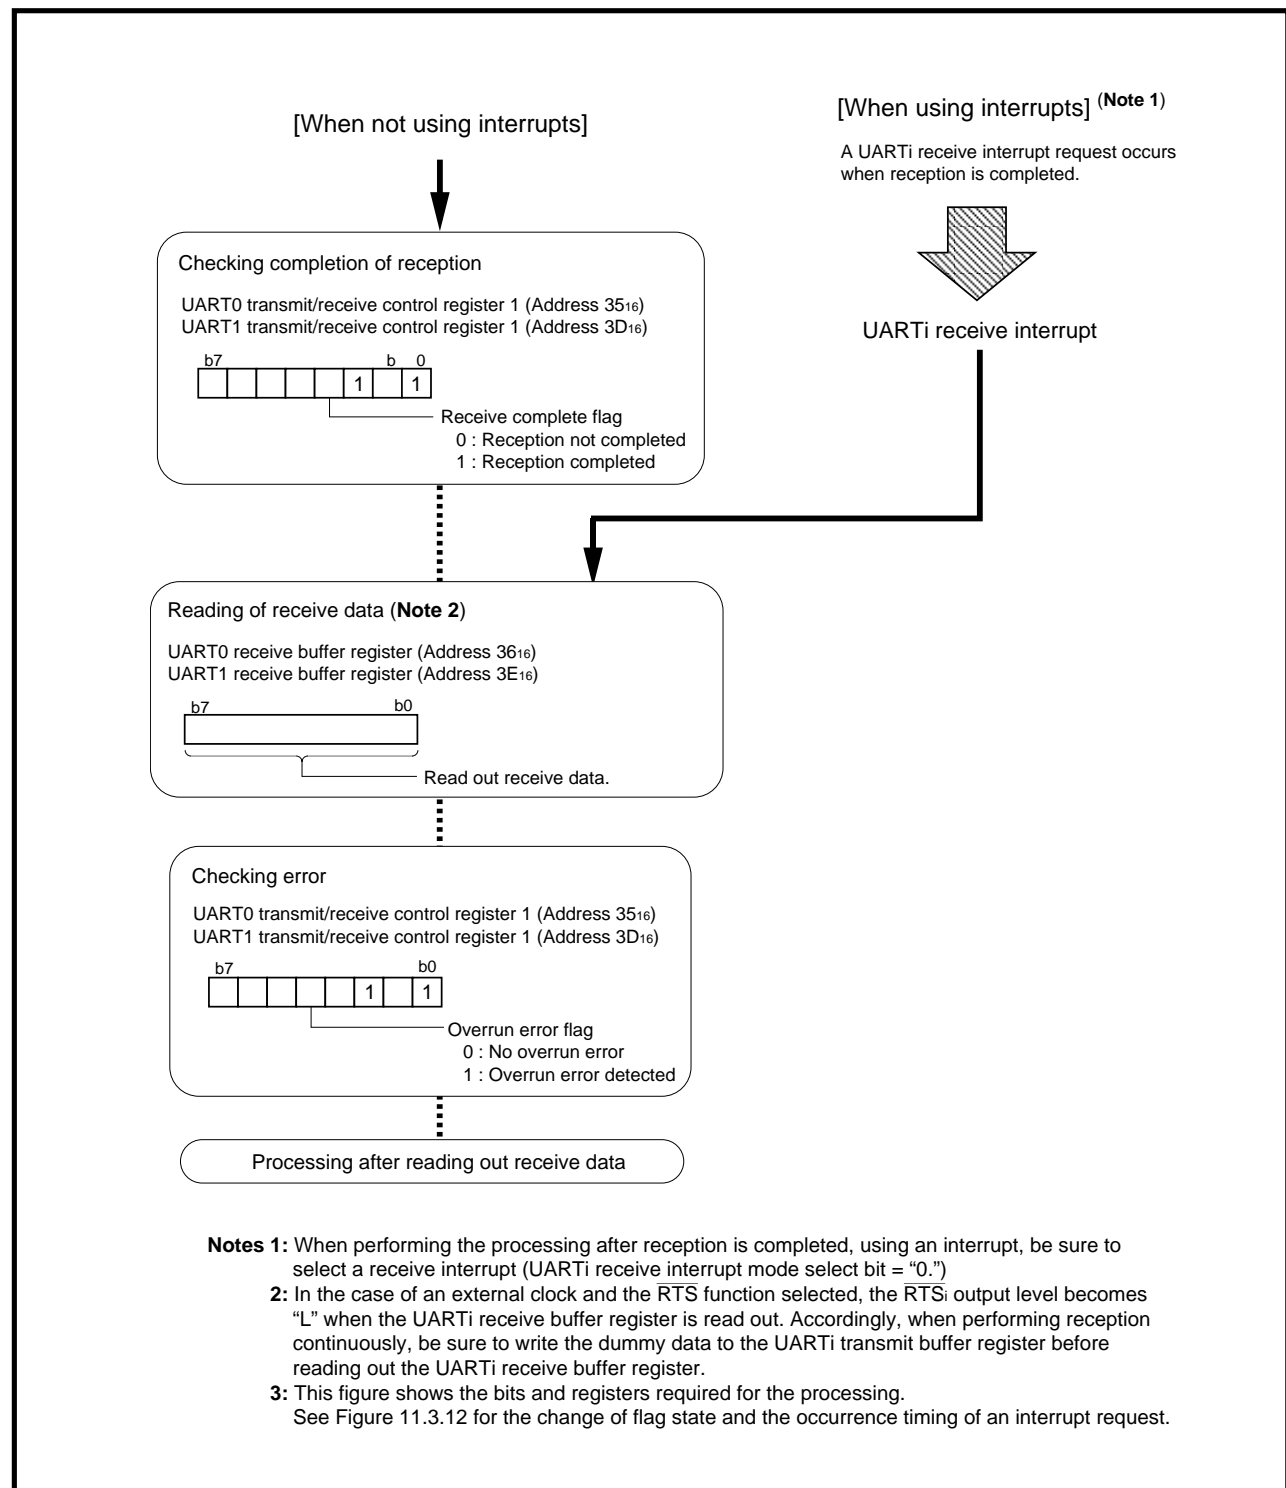 [When not using interrupts]
[When using interrupts] (Note 1)
A UARTi receive interrupt request occurs
when reception is completed.
UARTi receive interrupt
Checking completion of reception
UART0 transmit/receive control register 1 (Address 3516)
UART1 transmit/receive control register 1 (Address 3D16)
b7 b 0
1 1
Receive complete flag
0 : Reception not completed
1 : Reception completed
Reading of receive data (Note 2)
UART0 receive buffer register (Address 3616)
UART1 receive buffer register (Address 3E16)
b7 b0
Read out receive data.
Checking error
UART0 transmit/receive control register 1 (Address 3516)
UART1 transmit/receive control register 1 (Address 3D16)
b7 b0
1 1
Overrun error flag
0 : No overrun error
1 : Overrun error detected
Processing after reading out receive data
Notes 1: When performing the processing after reception is completed, using an interrupt, be sure to
select a receive interrupt (UARTi receive interrupt mode select bit = “0.”)
2: In the case of an external clock and the RTS function selected, the RTSi output level becomes
“L” when the UARTi receive buffer register is read out. Accordingly, when performing reception
continuously, be sure to write the dummy data to the UARTi transmit buffer register before
reading out the UARTi receive buffer register.
3: This figure shows the bits and registers required for the processing.
See Figure 11.3.12 for the change of flag state and the occurrence timing of an interrupt request.